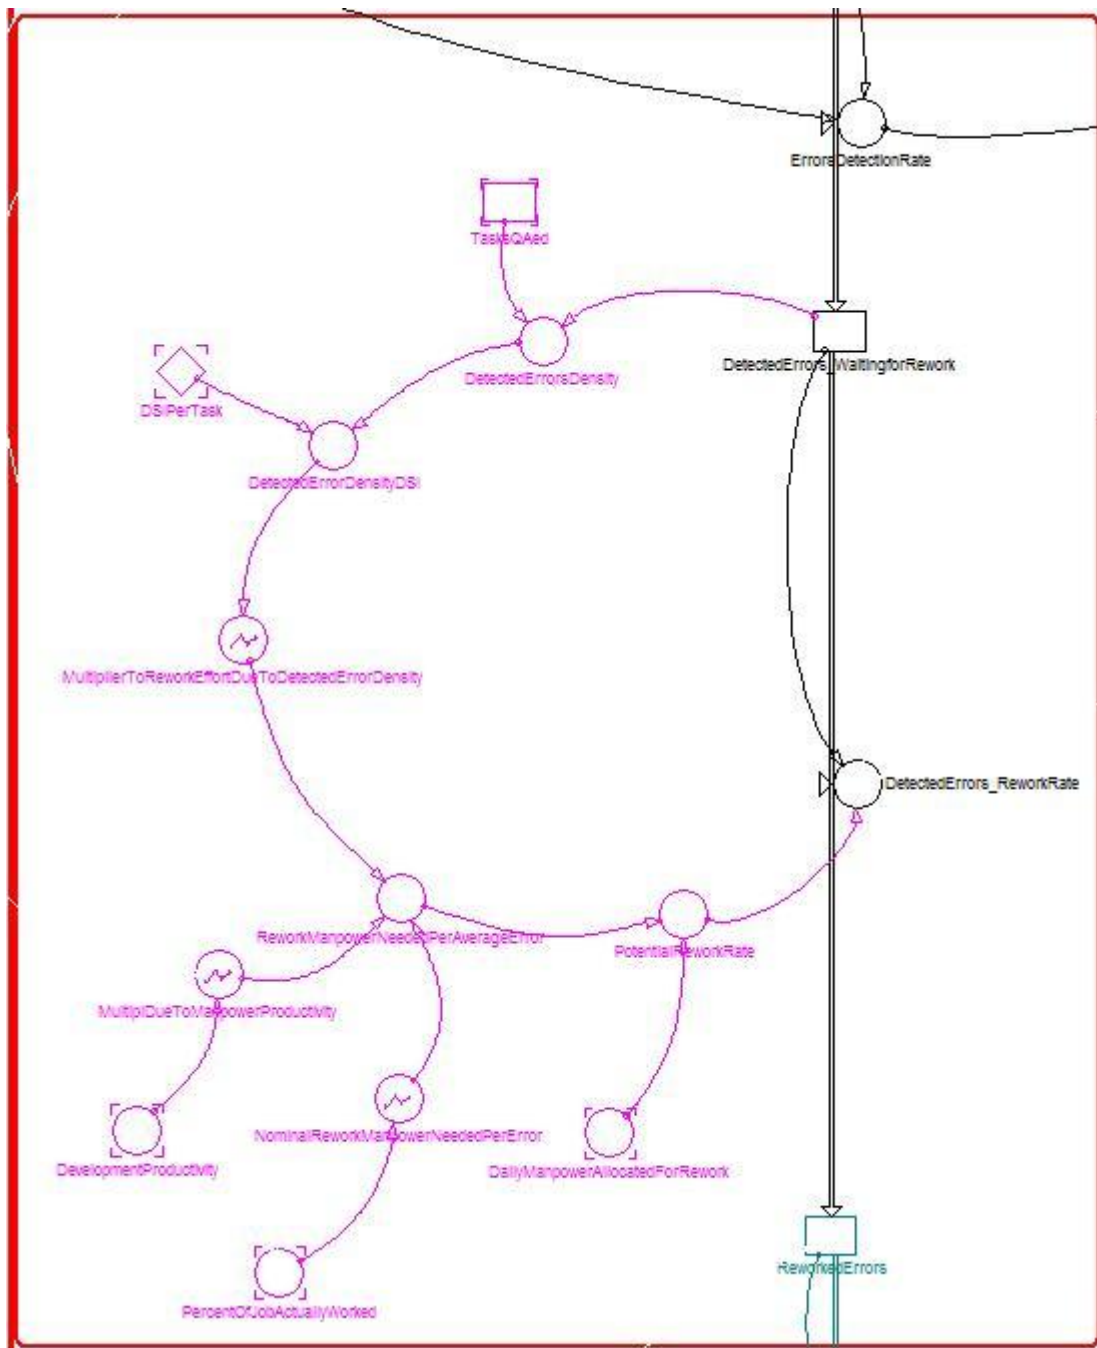 ErrorsDetectionRate
TasksQAed
DetectedErrors_WaitingforRework
DetectedErrorsDensity
DSIPerTask
DetectedErrorDensityDSI
MultiplierToReworkEffortDueToDetectedErrorDensity
DetectedErrors_ReworkRate
ReworkManpowerNeededPerAverageError
PotentialReworkRate
MultiplDueToManpowerProductivity
NominalReworkManpowerNeededPerError
DevelopmentProductivity
DailyManpowerAllocatedForRework
ReworkedErrors
PercentOfJobActuallyWorked